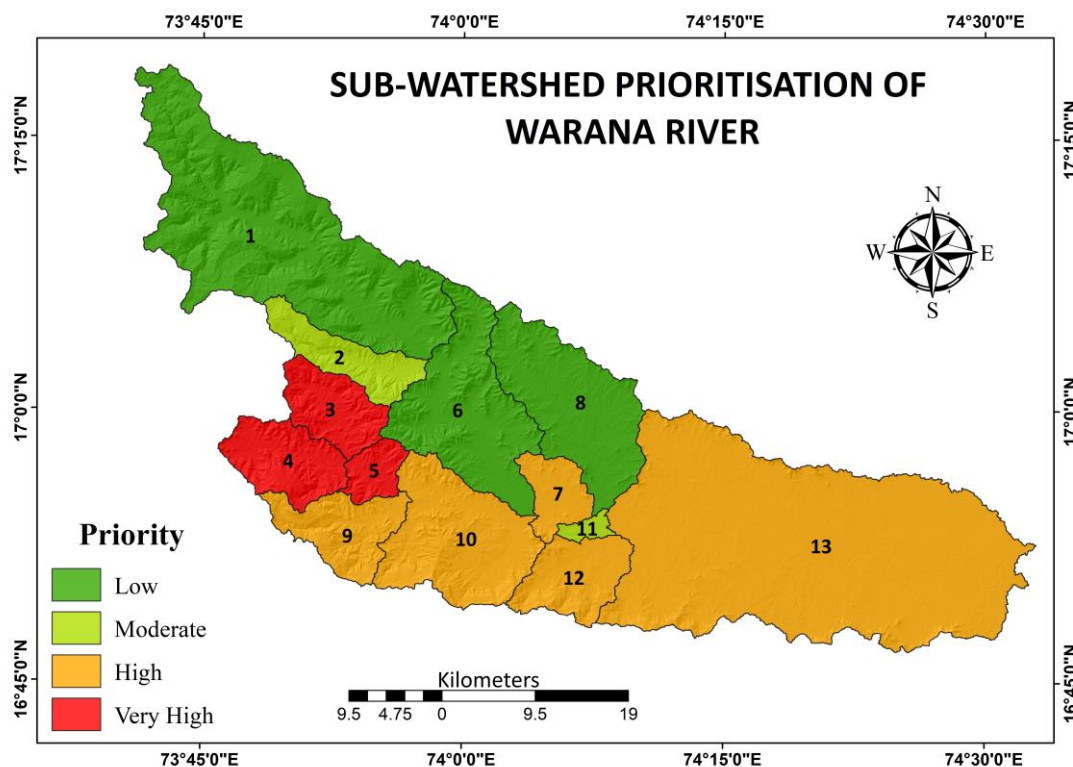 73°45'0"E 74°0'0"E 74°15'0"E 74°30'0"E
SUB-WATERSHED PRIORITISATION OF
WARANA RIVER
17°15'0"N 17°15'0"N
N
W E
S
1
2
3
6
8
17°0'0"N 17°0'0"N
4
5
7
9
10
11
12
13
Priority
Low
Moderate
High
Very High
Kilometers
9.5 4.75 0 9.5 19
16°45'0"N 16°45'0"N
73°45'0"E 74°0'0"E 74°15'0"E 74°30'0"E